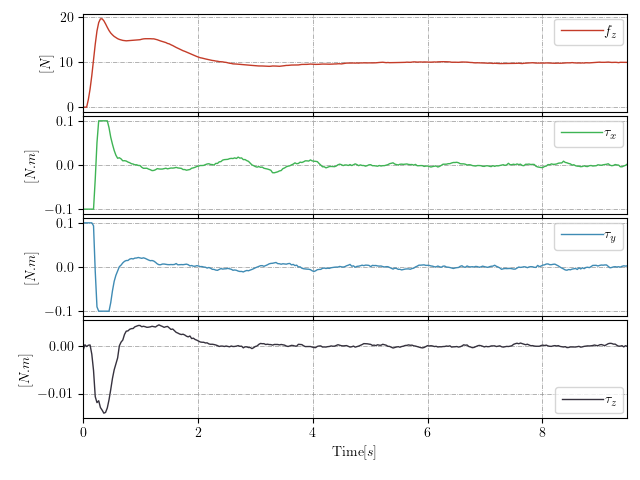 20
10
0
[N]
f_z
0.1
0.0
−0.1
[N.m]
τ_x
0.1
0.0
−0.1
[N.m]
τ_y
0.00
−0.01
[N.m]
τ_z
0 2 4 6 8
Time[s]